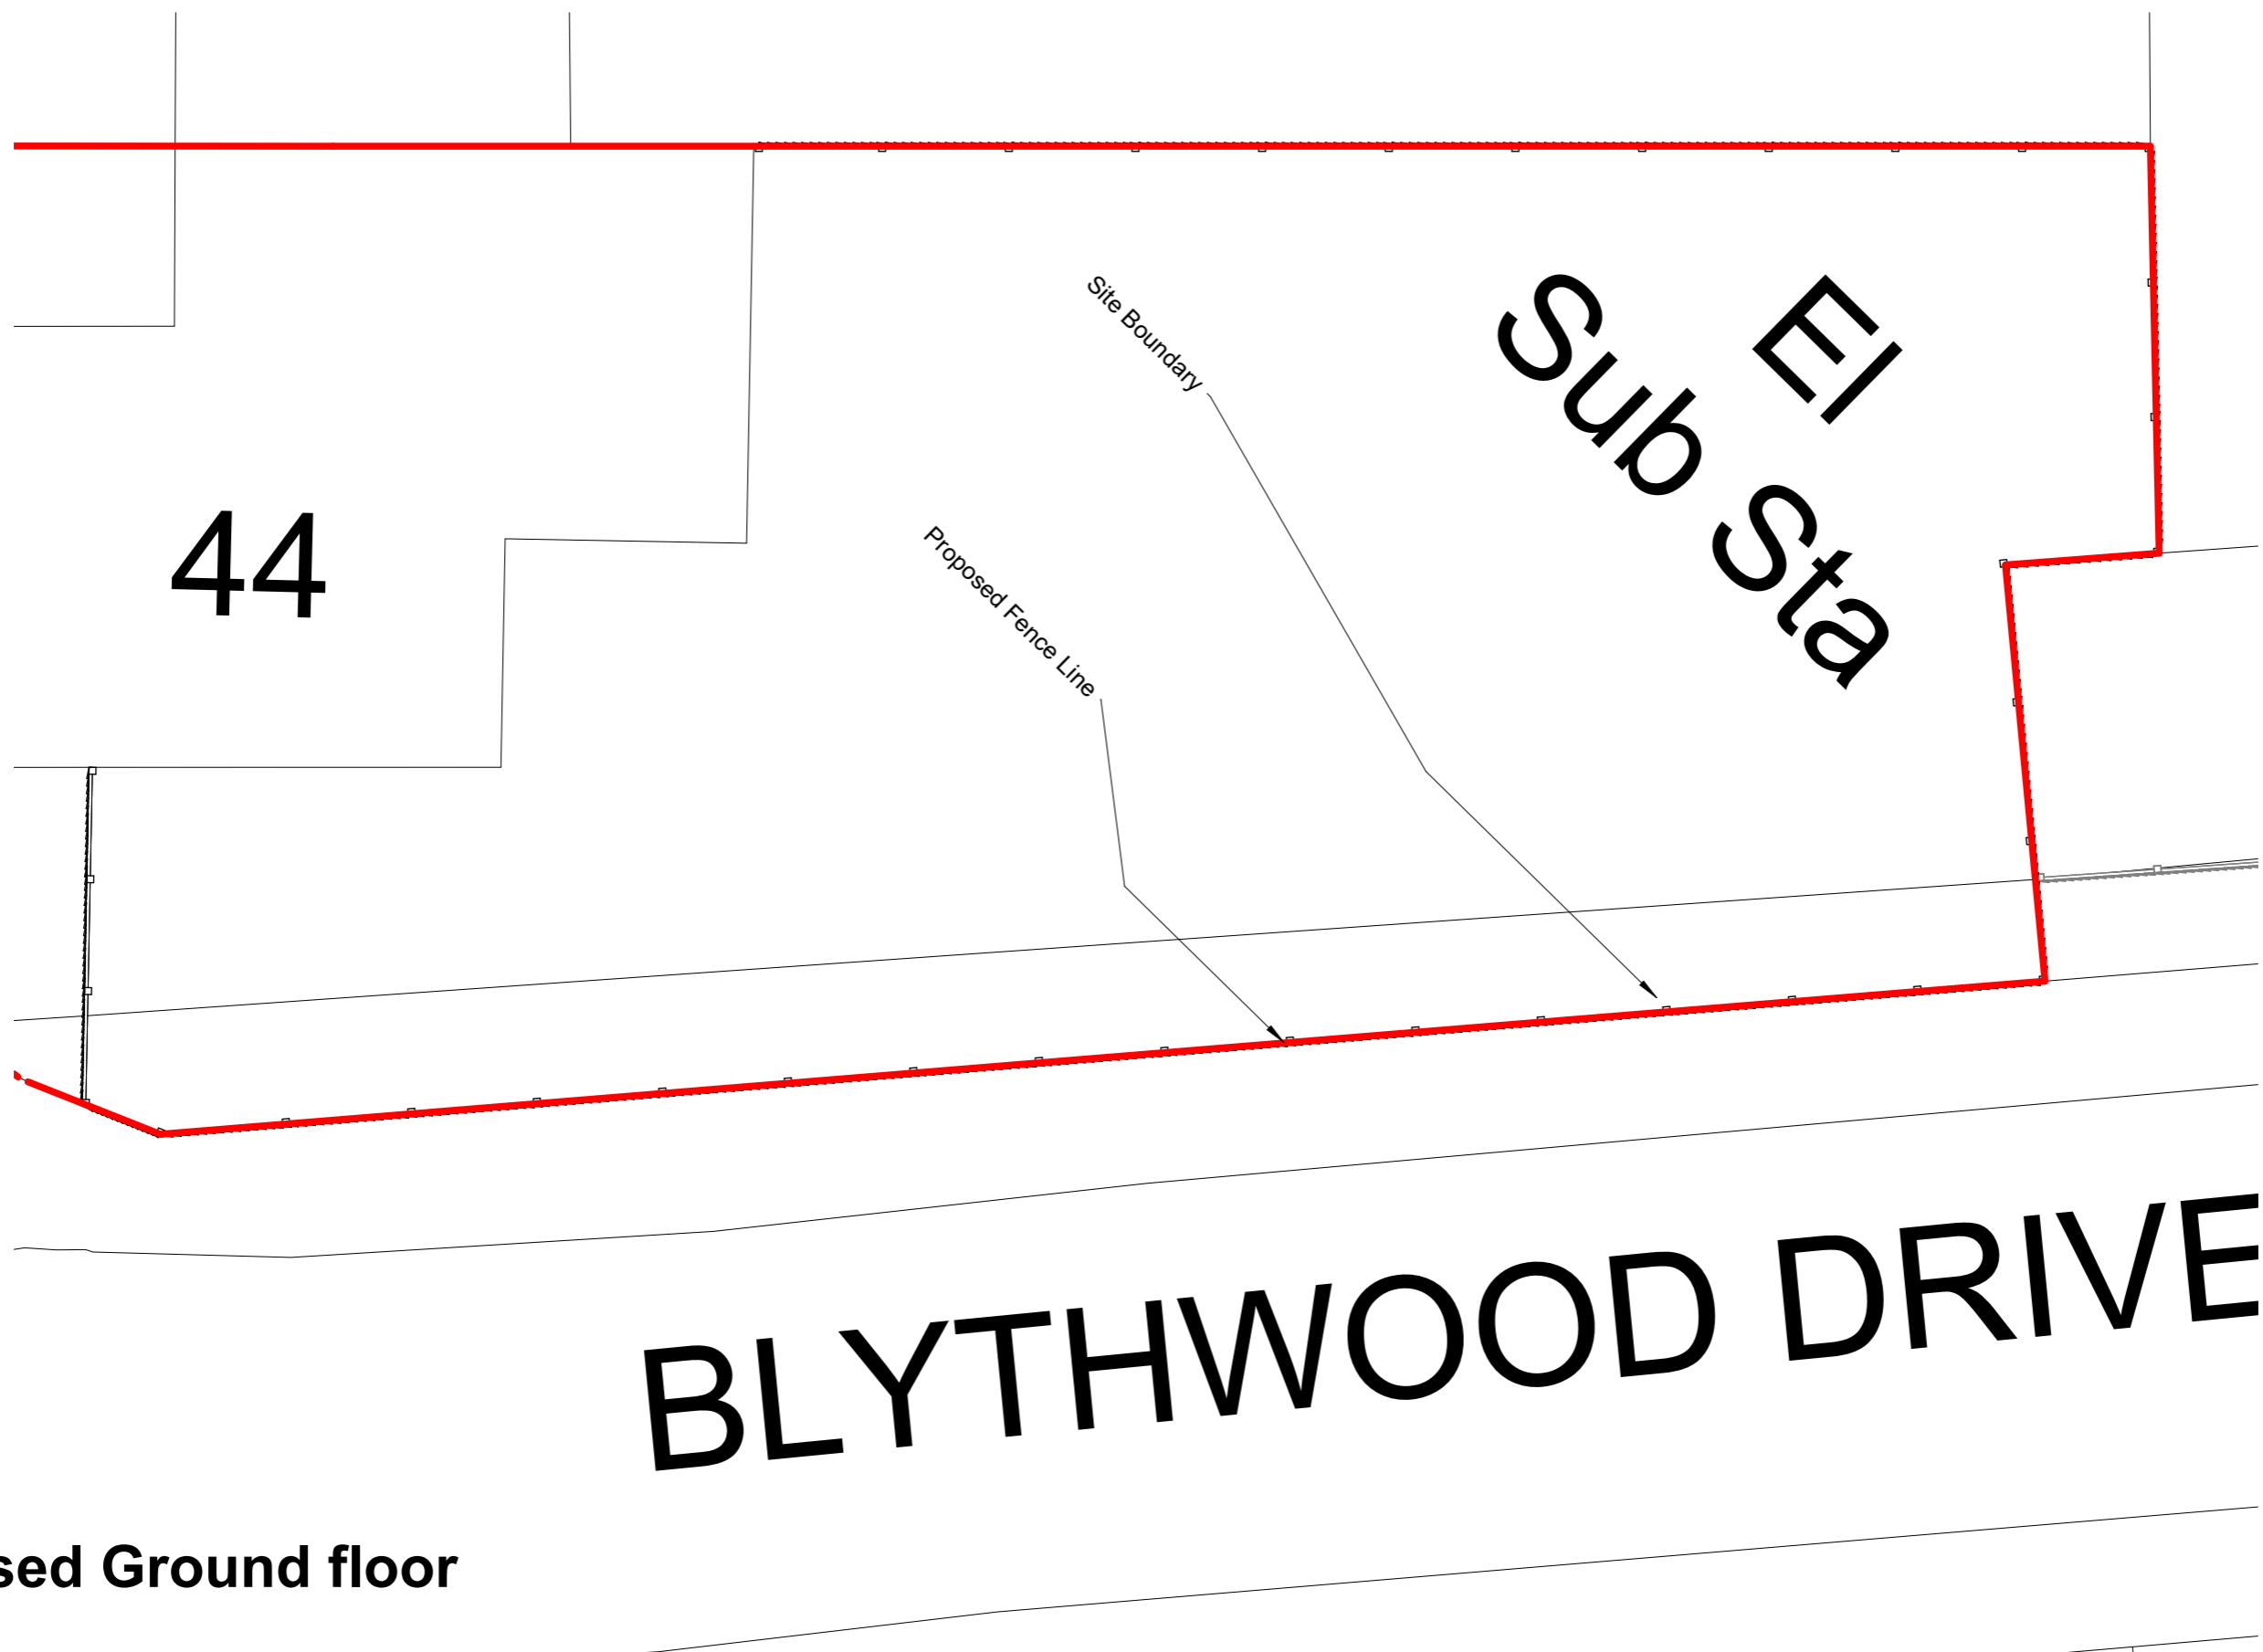 Site Boundary
El
Sub Sta
44
Proposed Fence Line
BLYTHWOOD DRIVE
sed Ground floor